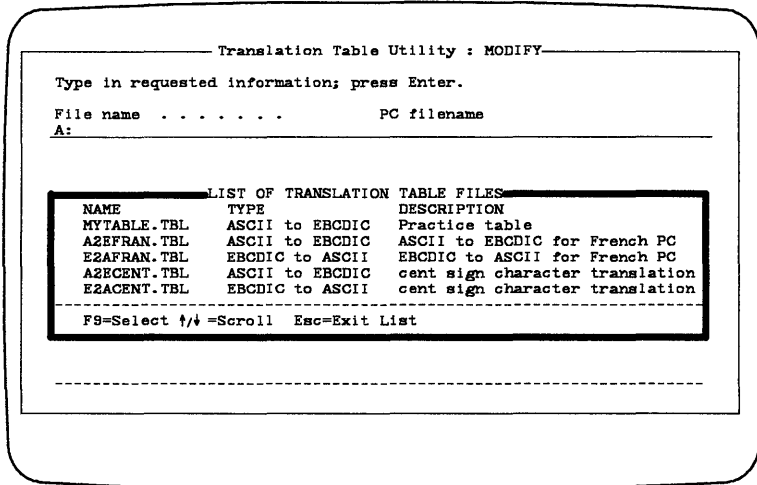 Translation Table Utility : MODIFY
Type in requested information; press Enter.
File name . . . . . . . PC filename
A:
LIST OF TRANSLATION TABLE FILES
NAME TYPE DESCRIPTION
MYTABLE.TBL ASCII to EBCDIC Practice table
A2EFRAN.TBL ASCII to EBCDIC ASCII to EBCDIC for French PC
E2AFRAN.TBL EBCDIC to ASCII EBCDIC to ASCII for French PC
A2ECENT.TBL ASCII to EBCDIC cent sign character translation
E2ACENT.TBL EBCDIC to ASCII cent sign character translation
F9=Select ↑/↓ =Scroll Esc=Exit List